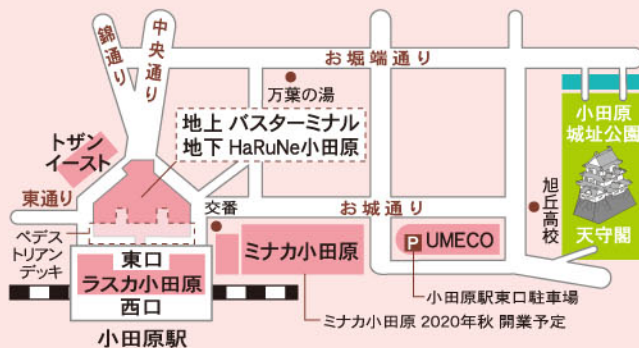 錦通り
中央通り
お堀端通り
万葉の湯
小田原
城址公園
地上 バスターミナル
地下 HaRuNe小田原
トザン
イースト
東通り
交番
お城通り
旭丘高校
天守閣
ペデス
トリアン
デッキ
東口
ラスカ小田原
西口
小田原駅
ミナカ小田原
P UMECO
小田原駅東口駐車場
ミナカ小田原 2020年秋 開業予定